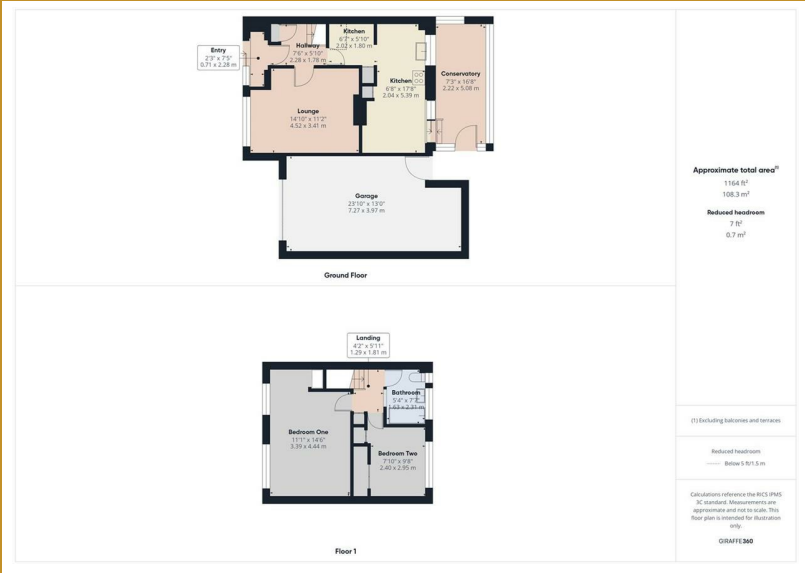 Entry
2'3" x 7'5"
0.71 x 2.28 m
Hallway
7'6" x 5'10"
2.28 x 1.78 m
Kitchen
6'7" x 5'10"
2.02 x 1.80 m
Kitchen
6'8" x 17'8"
2.04 x 5.39 m
Conservatory
7'3" x 16'8"
2.22 x 5.08 m
Lounge
14'10" x 11'2"
4.52 x 3.41 m
Garage
23'10" x 13'0"
7.27 x 3.97 m
Ground Floor
Landing
4'2" x 5'11"
1.29 x 1.81 m
Bathroom
5'4" x 7'7"
1.63 x 2.31 m
Bedroom One
11'1" x 14'6"
3.39 x 4.44 m
Bedroom Two
7'10" x 9'8"
2.40 x 2.95 m
Floor 1
Approximate total area(1)
1164 ft²
108.3 m²
Reduced headroom
7 ft²
0.7 m²
(1) Excluding balconies and terraces
Reduced headroom
Below 5 ft/1.5 m
Calculations reference the RICS IPMS
3C standard. Measurements are
approximate and not to scale. This
floor plan is intended for illustration
only.
GIRAFFE360